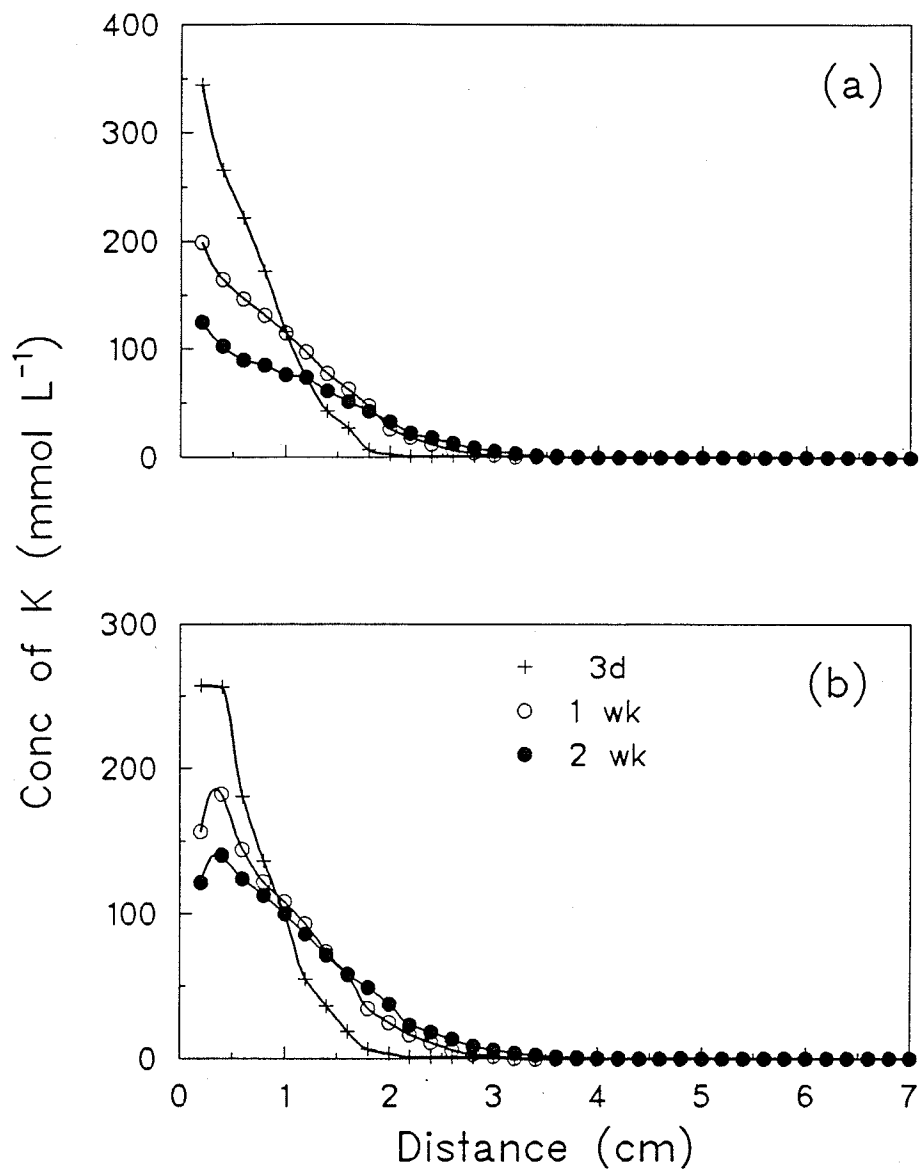 400
(a)
300
200
100
0
Conc of K (mmol L⁻¹)
300
+ 3d
(b)
○ 1 wk
● 2 wk
200
100
0
0 1 2 3 4 5 6 7
Distance (cm)